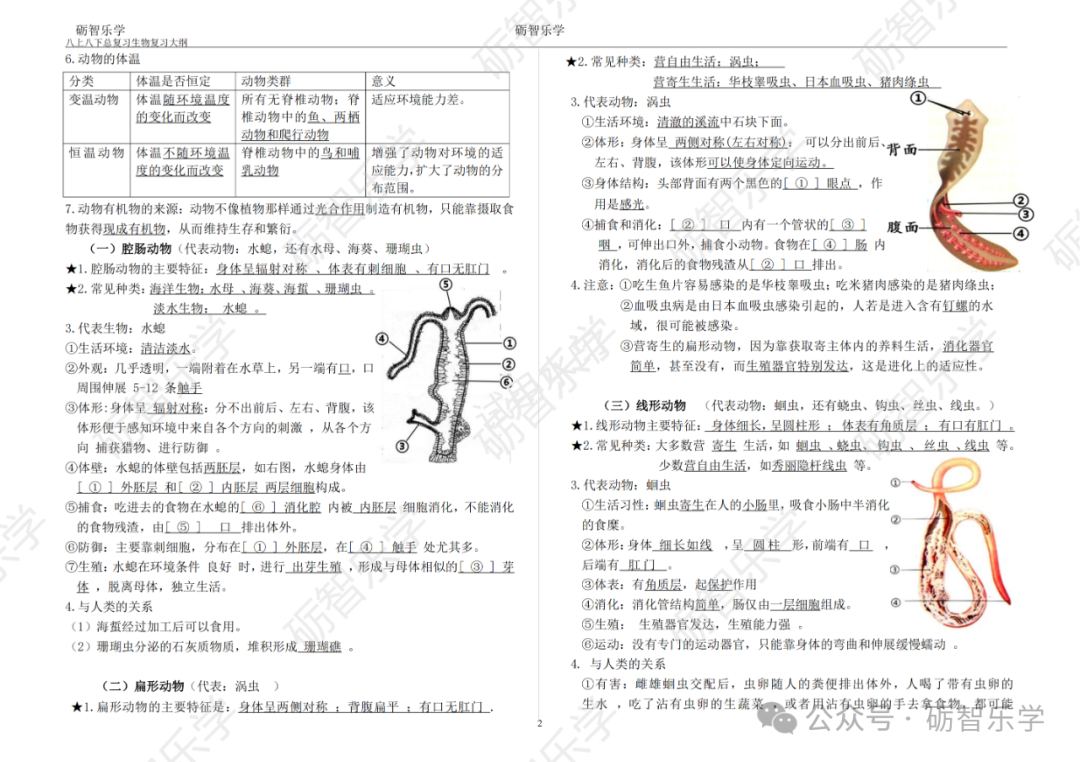 砺智乐学
砺智乐学
八上八下总复习生物复习大纲
6.动物的体温
分类 体温是否恒定 动物类群 意义
变温动物 体温随环境温度的变化而改变 所有无脊椎动物；脊椎动物中的鱼、两栖动物和爬行动物 适应环境能力差。
恒温动物 体温不随环境温度的变化而改变 脊椎动物中的鸟和哺乳动物 增强了动物对环境的适应能力,扩大了动物的分布范围。
7.动物有机物的来源：动物不像植物那样通过光合作用制造有机物，只能靠摄取食
物获得现成有机物，从而维持生存和繁衍。
（一）腔肠动物（代表动物：水螅，还有水母、海葵、珊瑚虫）
★1.腔肠动物的主要特征：身体呈辐射对称 、体表有刺细胞 、有口无肛门 。
★2.常见种类：海洋生物：水母 、海葵、海蜇 、珊瑚虫 。
淡水生物： 水螅 。
3.代表生物：水螅
①生活环境：清洁淡水。
②外观：几乎透明，一端附着在水草上，另一端有口，口
周围伸展 5-12 条触手
③体形：身体呈 辐射对称；分不出前后、左右、背腹，该
体形便于感知环境中来自各个方向的刺激 ，从各个方
向 捕获猎物、进行防御 。
④体壁：水螅的体壁包括两胚层，如右图，水螅身体由
[ ① ] 外胚层 和[ ② ] 内胚层 两层细胞构成。
⑤捕食：吃进去的食物在水螅的[ ⑥ ] 消化腔 内被 内胚层 细胞消化，不能消化
的食物残渣，由[ ⑤ ] 口 排出体外。
⑥防御：主要靠刺细胞，分布在[ ① ]外胚层，在[ ④ ] 触手 处尤其多。
⑦生殖：水螅在环境条件 良好 时，进行 出芽生殖 ,形成与母体相似的[ ③ ] 芽
体 ，脱离母体，独立生活。
4.与人类的关系
（1）海蜇经过加工后可以食用。
（2）珊瑚虫分泌的石灰质物质，堆积形成 珊瑚礁 。
（二）扁形动物（代表：涡虫 ）
★1.扁形动物的主要特征是：身体呈两侧对称 ；背腹扁平 ；有口无肛门 .
⑤
④
①
②
⑥
③
★2.常见种类：营自由生活：涡虫；
营寄生生活：华枝睾吸虫、日本血吸虫、猪肉绦虫
3.代表动物：涡虫
①生活环境：清澈的溪流中石块下面。
②体形：身体呈 两侧对称(左右对称)； 可以分出前后、
左右、背腹，该体形可以使身体定向运动。
③身体结构：头部背面有两个黑色的[ ① ] 眼点 ，作
用是感光。
④捕食和消化：[ ② ] 口 内有一个管状的[ ③ ]
咽 ,可伸出口外，捕食小动物。食物在[ ④ ] 肠 内
消化，消化后的食物残渣从[ ② ] 口 排出。
①
背面
②
③
腹面
④
4.注意：①吃生鱼片容易感染的是华枝睾吸虫；吃米猪肉感染的是猪肉绦虫；
②血吸虫病是由日本血吸虫感染引起的，人若是进入含有钉螺的水
域，很可能被感染。
③营寄生的扁形动物，因为靠获取寄主体内的养料生活，消化器官
简单，甚至没有，而生殖器官特别发达，这是进化上的适应性。
（三）线形动物 （代表动物：蛔虫，还有蛲虫、钩虫、丝虫、线虫。）
★1.线形动物主要特征： 身体细长,呈圆柱形 ； 体表有角质层 ； 有口有肛门 。
★2.常见种类：大多数营 寄生 生活，如 蛔虫 、蛲虫、 钩虫 、 丝虫 、线虫 等。
少数营自由生活，如秀丽隐杆线虫 等。
3.代表动物：蛔虫
①生活习性：蛔虫寄生在人的小肠里，吸食小肠中半消化
的食糜。
②体形：身体 细长如线 ，呈 圆柱 形,前端有 口 ，
后端有 肛门 。
③体表：有角质层，起保护作用
④消化：消化管结构简单，肠仅由一层细胞组成。
⑤生殖： 生殖器官发达，生殖能力强 。
⑥运动：没有专门的运动器官，只能靠身体的弯曲和伸展缓慢蠕动 。
①
②
③
④
4. 与人类的关系
①有害：雌雄蛔虫交配后，虫卵随人的粪便排出体外，人喝了带有虫卵的
生水 ，吃了沾有虫卵的生蔬菜 ，或者用沾有虫卵的手去拿食物，都可能
2
公众号·砺智乐学